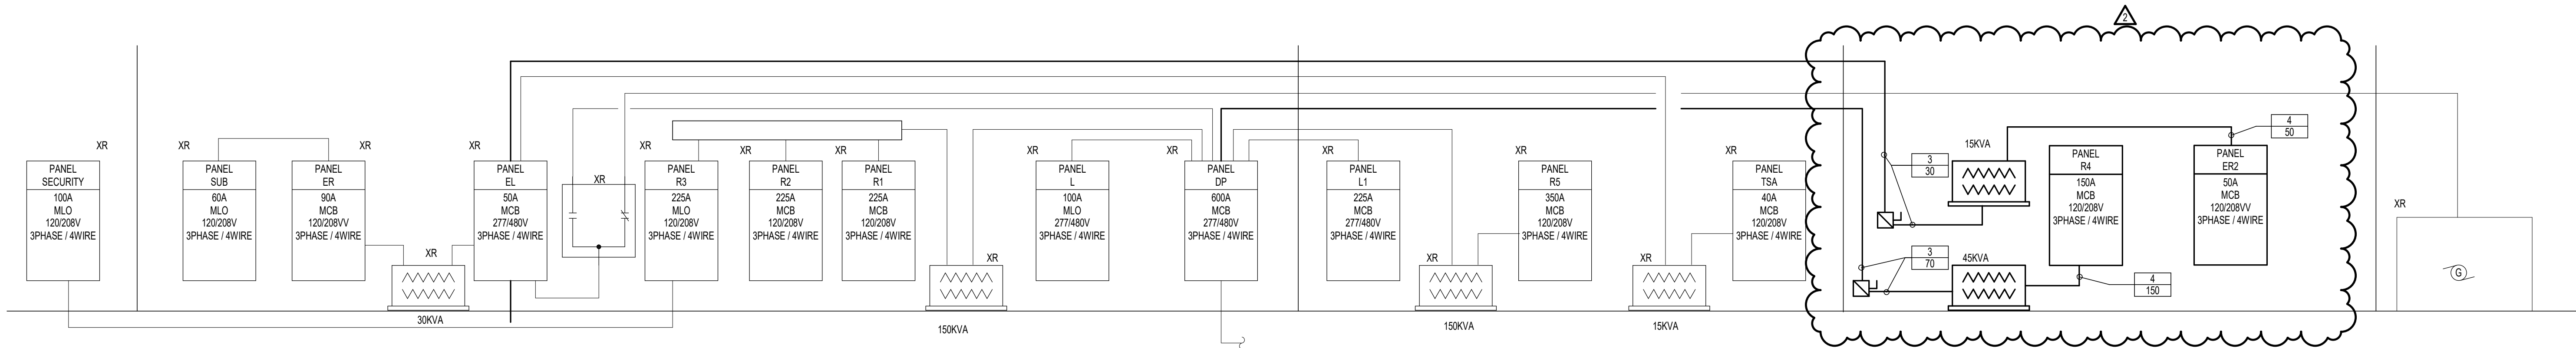 2
XR
PANEL
SECURITY
100A
MLO
120/208V
3PHASE / 4WIRE
XR
PANEL
SUB
60A
MLO
120/208V
3PHASE / 4WIRE
XR
PANEL
ER
90A
MCB
120/208VV
3PHASE / 4WIRE
XR
30KVA
XR
PANEL
EL
50A
MCB
277/480V
3PHASE / 4WIRE
XR
XR
PANEL
R3
225A
MLO
120/208V
3PHASE / 4WIRE
XR
PANEL
R2
225A
MCB
120/208V
3PHASE / 4WIRE
XR
PANEL
R1
225A
MCB
120/208V
3PHASE / 4WIRE
XR
150KVA
XR
PANEL
L
100A
MLO
277/480V
3PHASE / 4WIRE
XR
PANEL
DP
600A
MCB
277/480V
3PHASE / 4WIRE
XR
PANEL
L1
225A
MCB
277/480V
3PHASE / 4WIRE
XR
150KVA
XR
PANEL
R5
350A
MCB
120/208V
3PHASE / 4WIRE
XR
15KVA
XR
PANEL
TSA
40A
MCB
120/208V
3PHASE / 4WIRE
3
30
15KVA
3
70
45KVA
PANEL
R4
150A
MCB
120/208V
3PHASE / 4WIRE
4
150
PANEL
ER2
50A
MCB
120/208VV
3PHASE / 4WIRE
4
50
XR
G